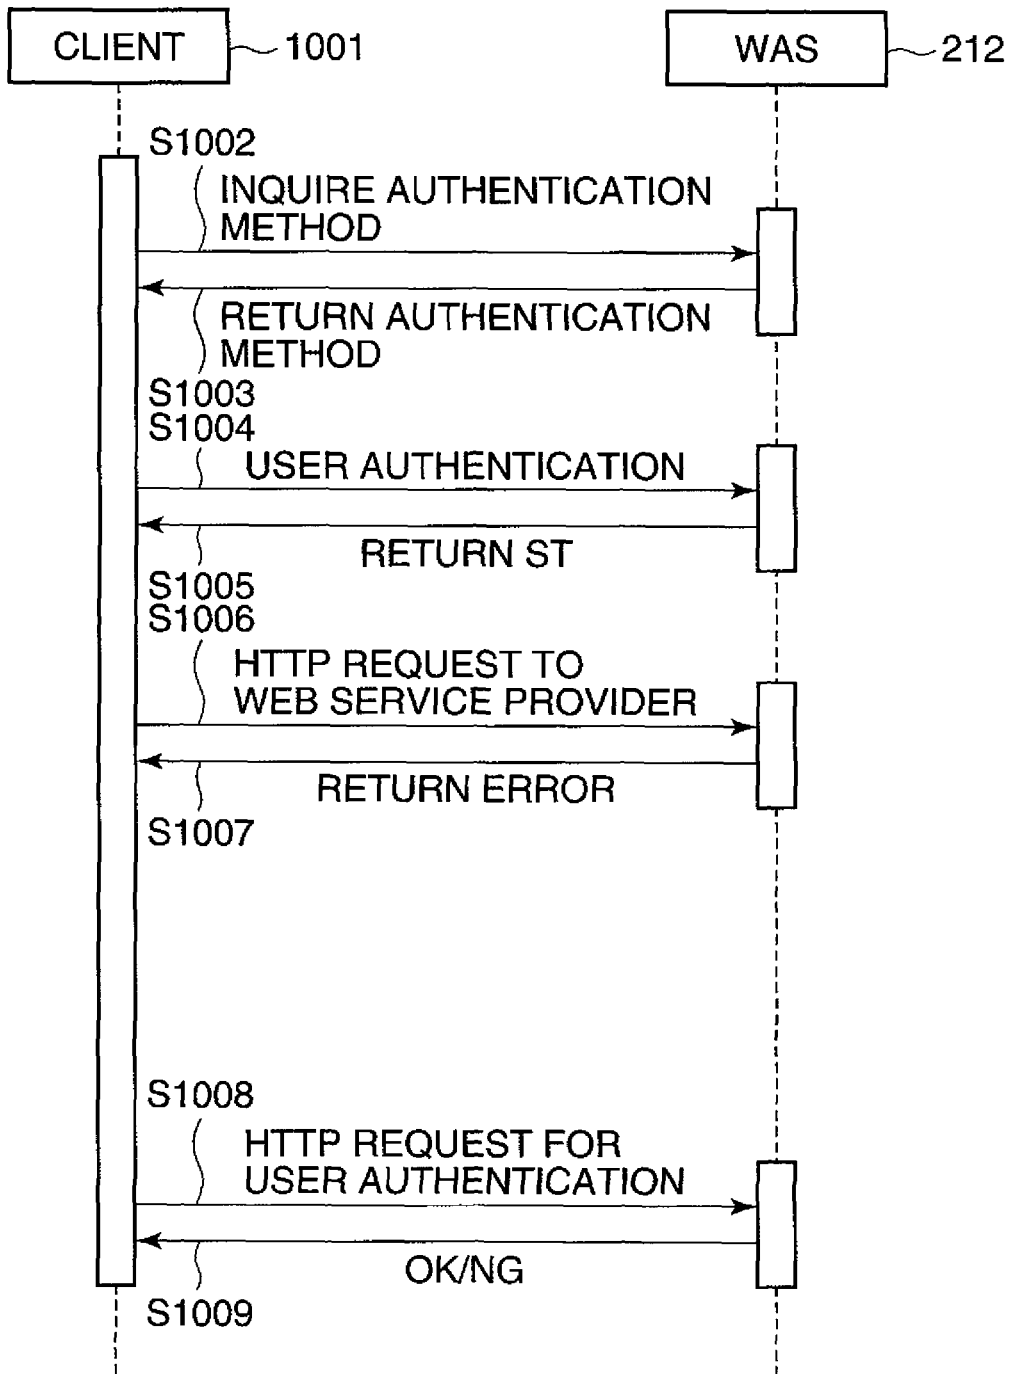 CLIENT 1001 WAS 212
S1002
INQUIRE AUTHENTICATION
METHOD
RETURN AUTHENTICATION
METHOD
S1003
S1004
USER AUTHENTICATION
RETURN ST
S1005
S1006
HTTP REQUEST TO
WEB SERVICE PROVIDER
RETURN ERROR
S1007
S1008
HTTP REQUEST FOR
USER AUTHENTICATION
OK/NG
S1009